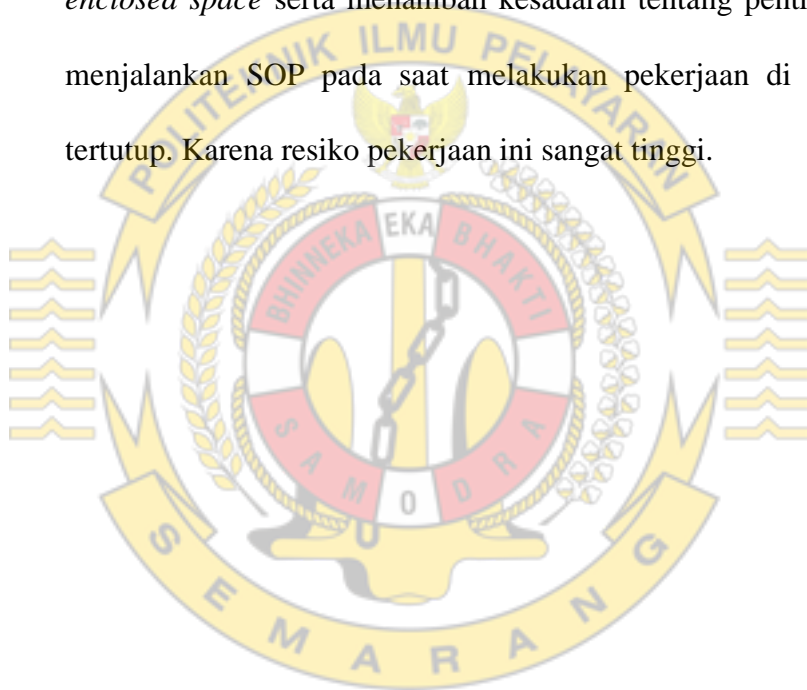 enclosed space serta menambah kesadaran tentang
menjalankan SOP pada saat melakukan pekerjaan di
tertutup. Karena resiko pekerjaan ini sangat tinggi.
POLITEKNIK ILMU PELAYARAN
BHINNEKA EKA BHAKTI
SAMODRA
SEMARANG